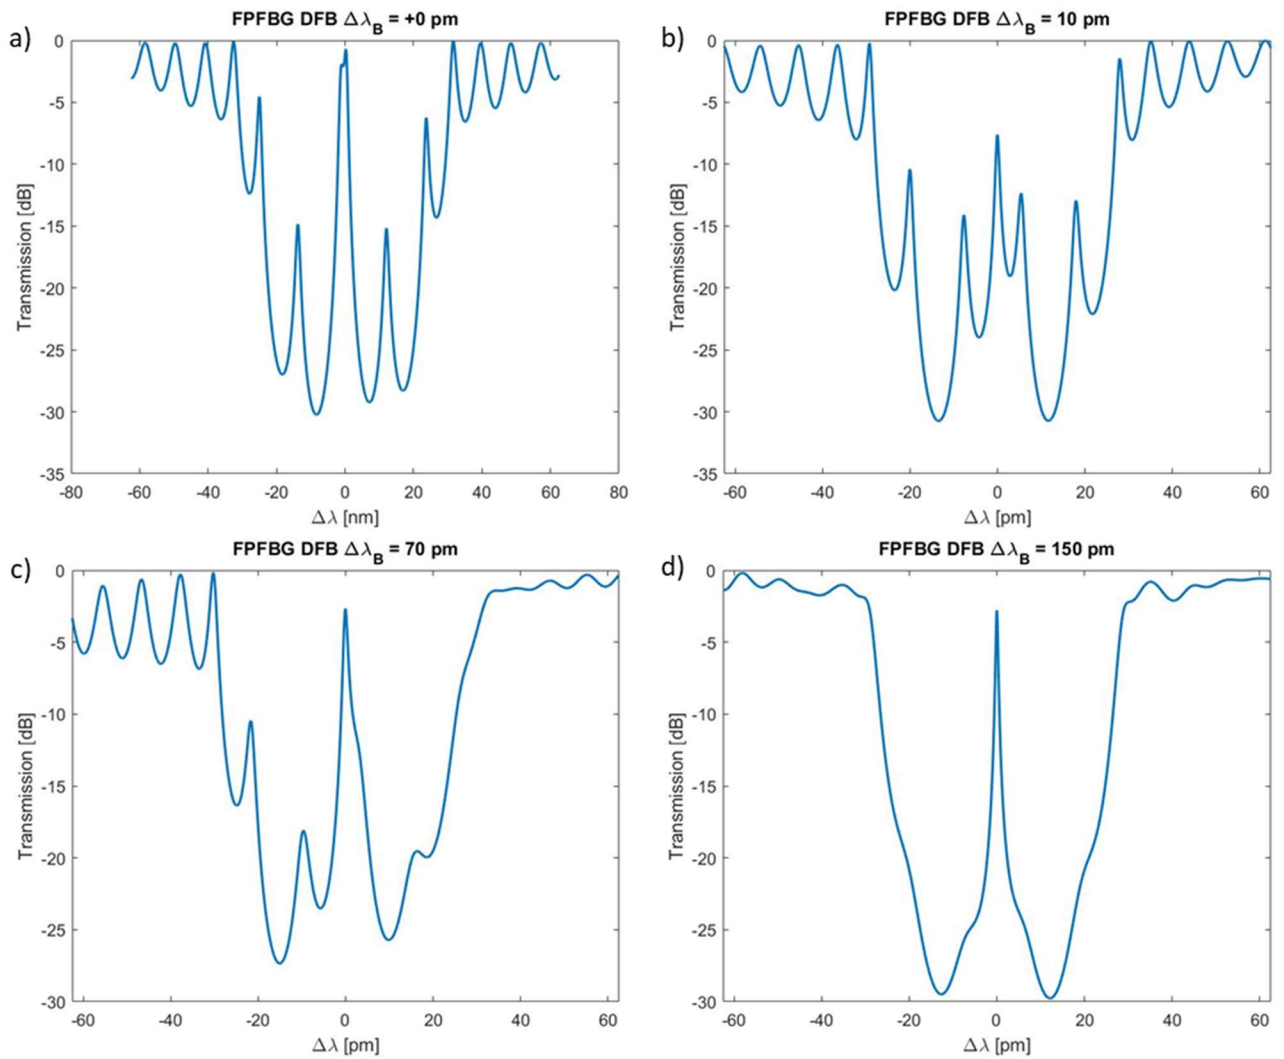 a)
FPFBG DFB Δλ_B = +0 pm
0
-5
-10
-15
-20
-25
-30
-35
Transmission [dB]
-80 -60 -40 -20 0 20 40 60 80
Δλ [nm]
b)
FPFBG DFB Δλ_B = 10 pm
0
-5
-10
-15
-20
-25
-30
-35
Transmission [dB]
-60 -40 -20 0 20 40 60
Δλ [pm]
c)
FPFBG DFB Δλ_B = 70 pm
0
-5
-10
-15
-20
-25
-30
Transmission [dB]
-60 -40 -20 0 20 40 60
Δλ [pm]
d)
FPFBG DFB Δλ_B = 150 pm
0
-5
-10
-15
-20
-25
-30
Transmission [dB]
-60 -40 -20 0 20 40 60
Δλ [pm]